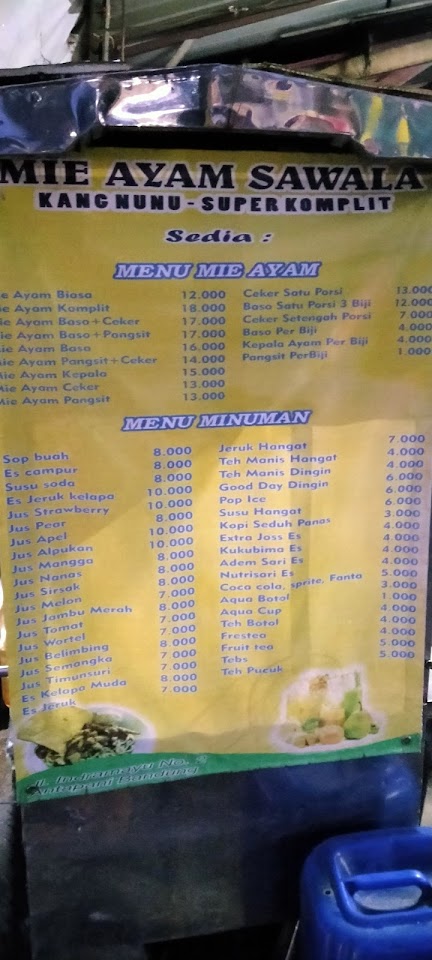 MIE AYAM SAWALA
KANG NUNU - SUPER KOMPLIT
Sedia :
MENU MIE AYAM
ie Ayam Biasa 12.000
ie Ayam Komplit 18.000
ie Ayam Baso+Ceker 17.000
ie Ayam Baso+Pangsit 17.000
Mie Ayam Baso 16.000
Mie Ayam Pangsit+Ceker 14.000
Mie Ayam Kepala 15.000
Mie Ayam Ceker 13.000
Mie Ayam Pangsit 13.000
Ceker Satu Porsi 13.000
Baso Satu Porsi 3 Biji 12.000
Ceker Setengah Porsi 7 000
Baso Per Biji 4.000
Kepala Ayam Per Biji 4.000
Pangsit PerBiji 1.000
MENU MINUMAN
Sop buah 8.000
Es campur 8.000
Susu soda 8.000
Es Jeruk kelapa 10.000
Jus Strawberry 10.000
Jus Pear 8.000
Jus Apel 10.000
Jus Alpukan 10.000
Jus Mangga 8.000
Jus Nanas 8.000
Jus Sirsak 8.000
Jus Melon 7.000
Jus Jambu Merah 8.000
Jus Tomat 7.000
Jus Wortel 7.000
Jus Belimbing 8.000
Jus Semangka 7.000
Jus Timunsuri 7.000
Es Kelapa Muda 8.000
Es Jeruk 7.000
Jeruk Hangat 7.000
Teh Manis Hangat 4.000
Teh Manis Dingin 4.000
Good Day Dingin 6.000
Pop Ice 6.000
Susu Hangat 6.000
Kopi Seduh Panas 3.000
Extra Joss Es 4.000
Kukubima Es 4.000
Adem Sari Es 4.000
Nutrisari Es 4.000
Coca cola, sprite, Fanta 5.000
Aqua Botol 3.000
Aqua Cup 1.000
Teh Botol 4.000
Frestea 4.000
Fruit tea 4.000
Tebs 5.000
Teh Pucuk 5.000
JL. Indramayu No. 2
Antapani Bandung